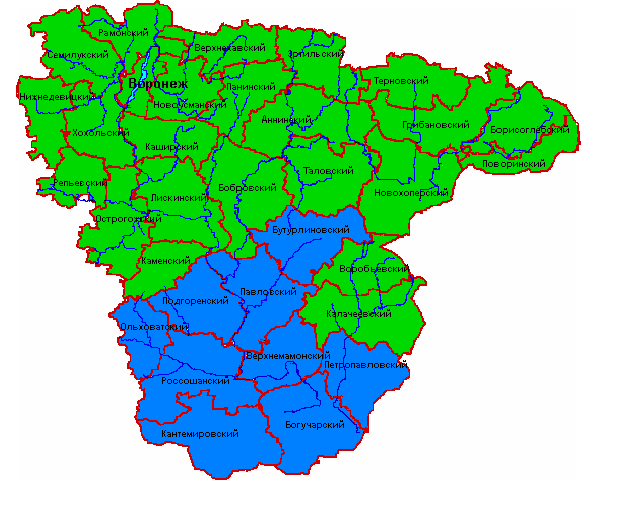 Рамонский
Верхнехавский
Семилукский
Эртильский
Терновский
Воронеж
Панинский
Нижнедевицкий
Новоусманский
Аннинский
Грибановский
Борисоглебский
Хохольский
Каширский
Поворинский
Таловский
Репьевский
Бобровский
Новохоперский
Лискинский
Острогожский
Бутурлиновский
Каменский
Воробьевский
Павловский
Подгоренский
Калачеевский
Ольховатский
Верхнемамонский
Петропавловский
Россошанский
Богучарский
Кантемировский